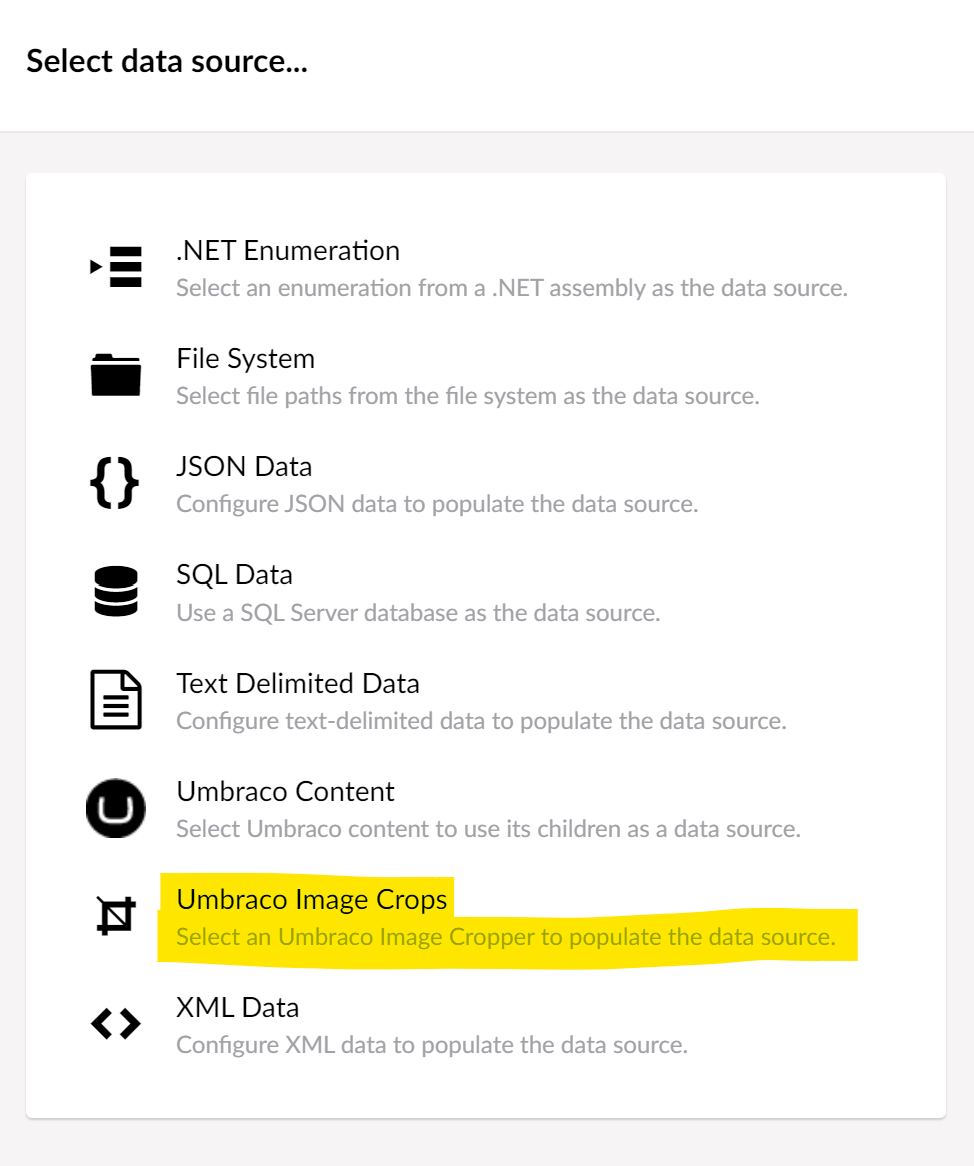 Select data source...
.NET Enumeration
Select an enumeration from a .NET assembly as the data source.
File System
Select file paths from the file system as the data source.
JSON Data
Configure JSON data to populate the data source.
SQL Data
Use a SQL Server database as the data source.
Text Delimited Data
Configure text-delimited data to populate the data source.
Umbraco Content
Select Umbraco content to use its children as a data source.
Umbraco Image Crops
Select an Umbraco Image Cropper to populate the data source.
XML Data
Configure XML data to populate the data source.